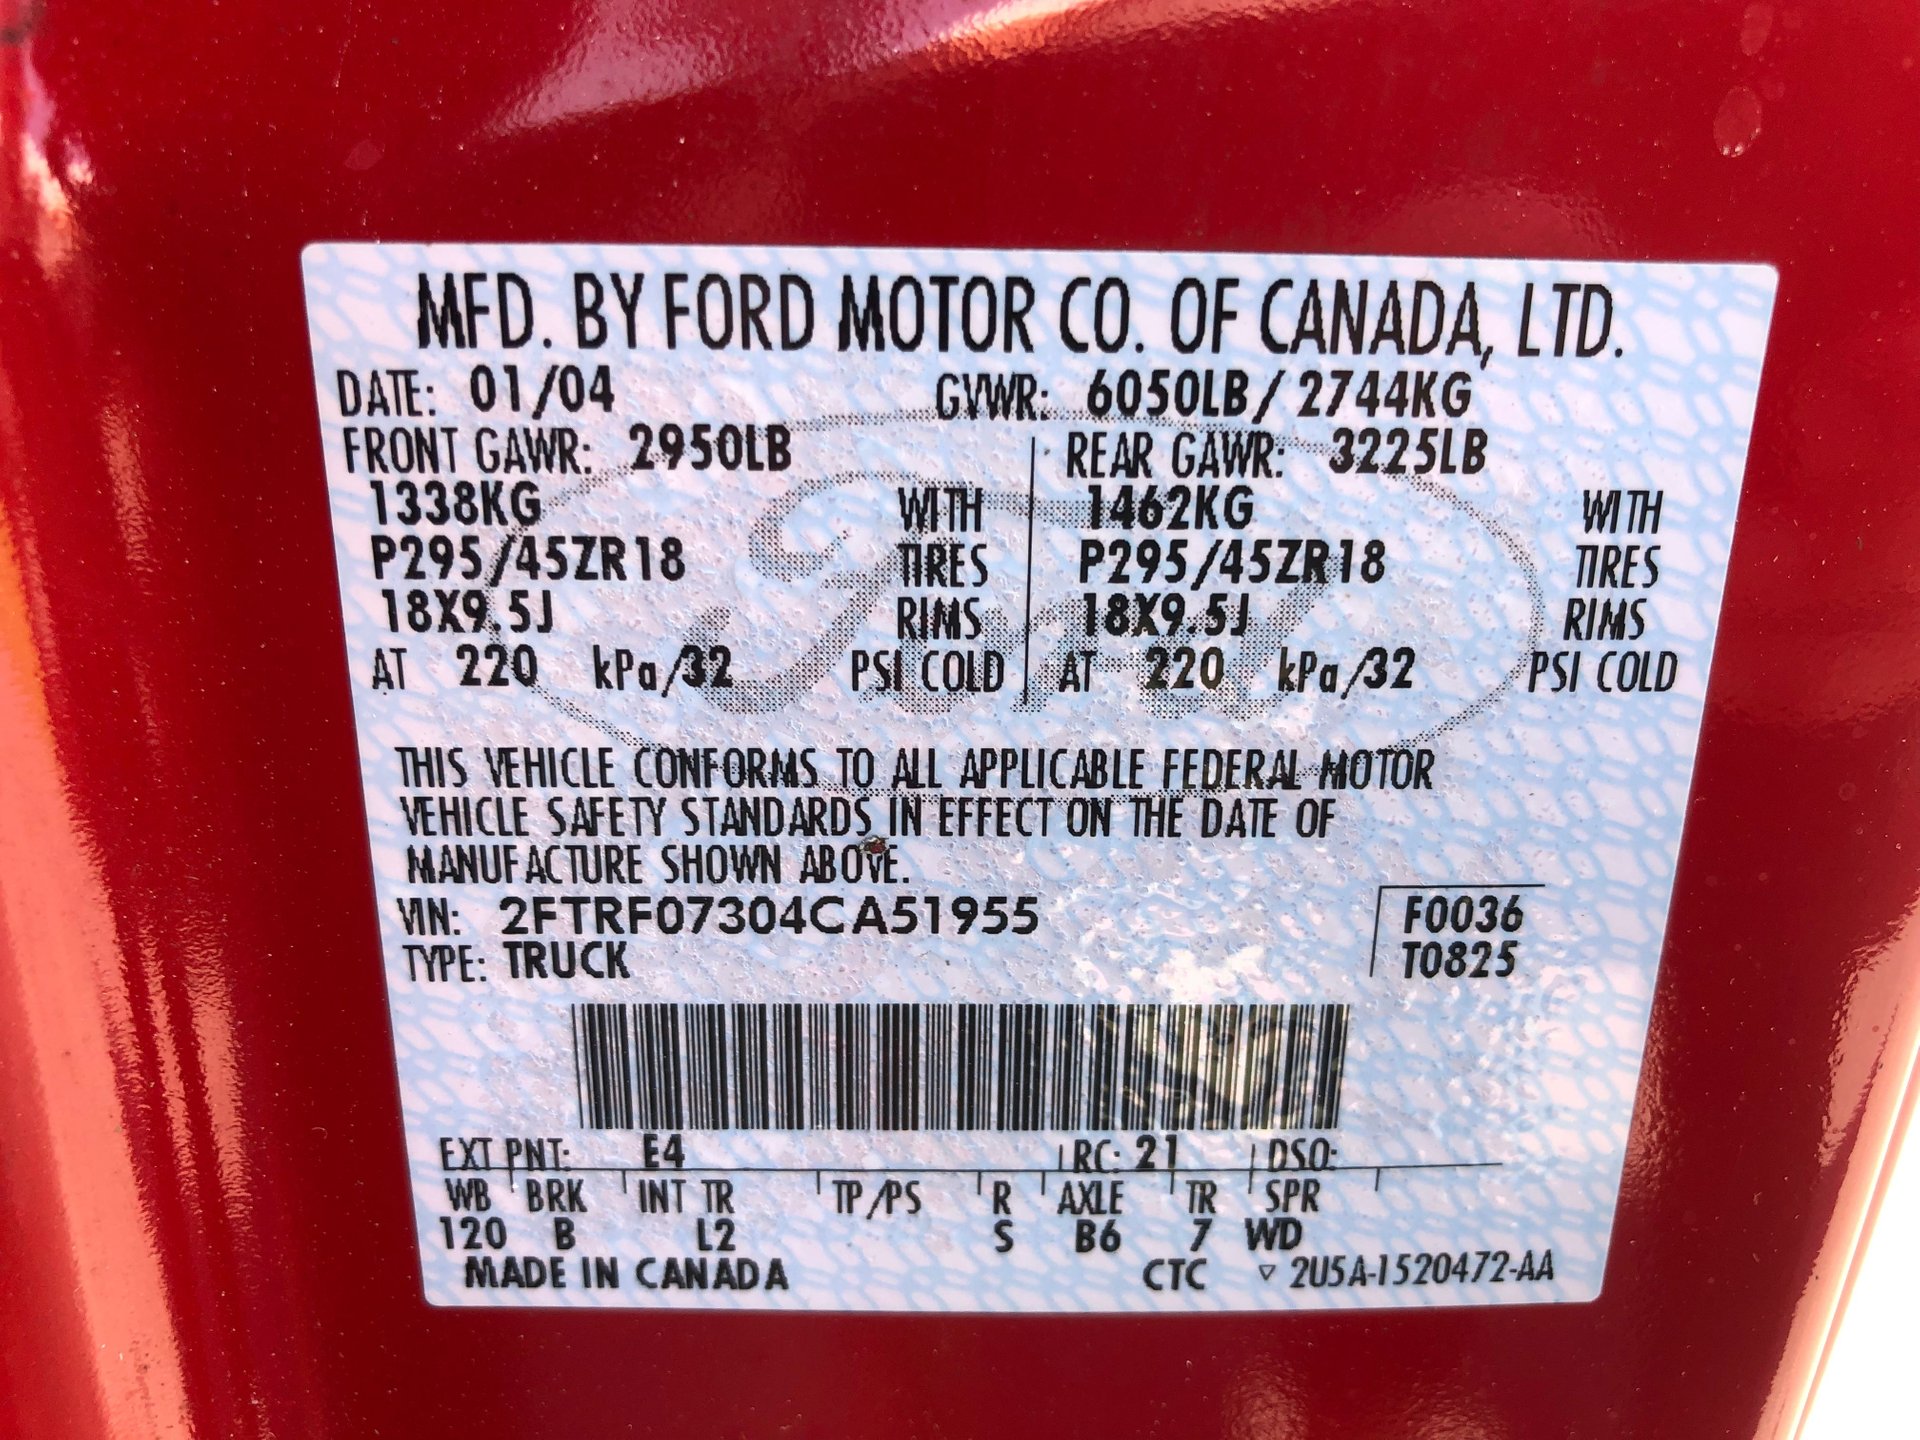 MFD. BY FORD MOTOR CO. OF CANADA, LTD.
DATE: 01/04 GVWR: 6050LB/2744KG
FRONT GAWR: 2950LB REAR GAWR: 3225LB
1338KG WITH 1462KG WITH
P295/45ZR18 TIRES P295/45ZR18 TIRES
18X9.5J RIMS 18X9.5J RIMS
AT 220 kPa/32 PSI COLD AT 220 kPa/32 PSI COLD
Ford
THIS VEHICLE CONFORMS TO ALL APPLICABLE FEDERAL MOTOR
VEHICLE SAFETY STANDARDS IN EFFECT ON THE DATE OF
MANUFACTURE SHOWN ABOVE.
VIN: 2FTRF07304CA51955 F0036
TYPE: TRUCK T0825
EXT PNT: E4 RC: 21 DSO:
WB BRK INT TR TP/PS R AXLE TR SPR
120 B L2 S B6 7 WD
MADE IN CANADA CTC ▽ 2U5A-1520472-AA